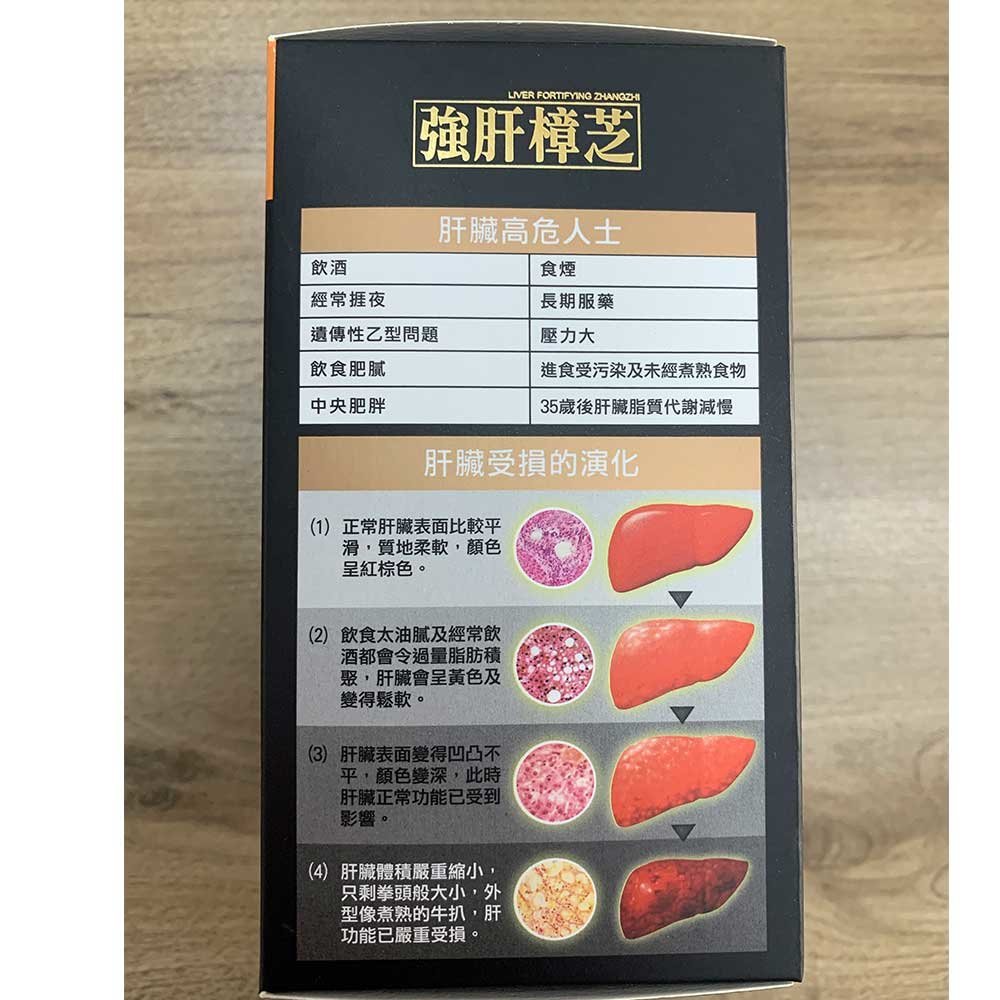 LIVER FORTIFYING ZHANGZHI
強肝樟芝
肝臟高危人士
飲酒 食煙
經常捱夜 長期服藥
遺傳性乙型問題 壓力大
飲食肥膩 進食受污染及未經煮熟食物
中央肥胖 35歲後肝臟脂質代謝減慢
肝臟受損的演化
(1) 正常肝臟表面比較平
滑，質地柔軟，顏色
呈紅棕色。
(2) 飲食太油膩及經常飲
酒都會令過量脂肪積
聚，肝臟會呈黃色及
變得鬆軟。
(3) 肝臟表面變得凹凸不
平，顏色變深，此時
肝臟正常功能已受到
影響。
(4) 肝臟體積嚴重縮小，
只剩拳頭般大小，外
型像煮熟的牛扒，肝
功能已嚴重受損。